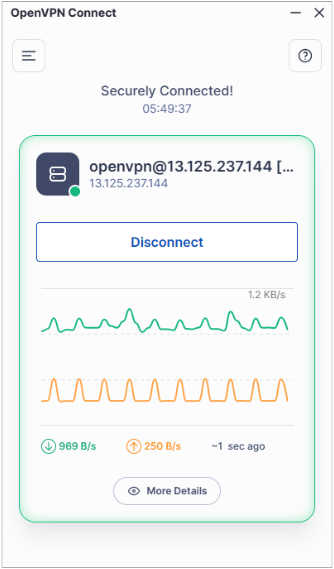 OpenVPN Connect
Securely Connected!
05:49:37
openvpn@13.125.237.144 [...
13.125.237.144
Disconnect
1.2 KB/s
969 B/s 250 B/s ~1 sec ago
More Details